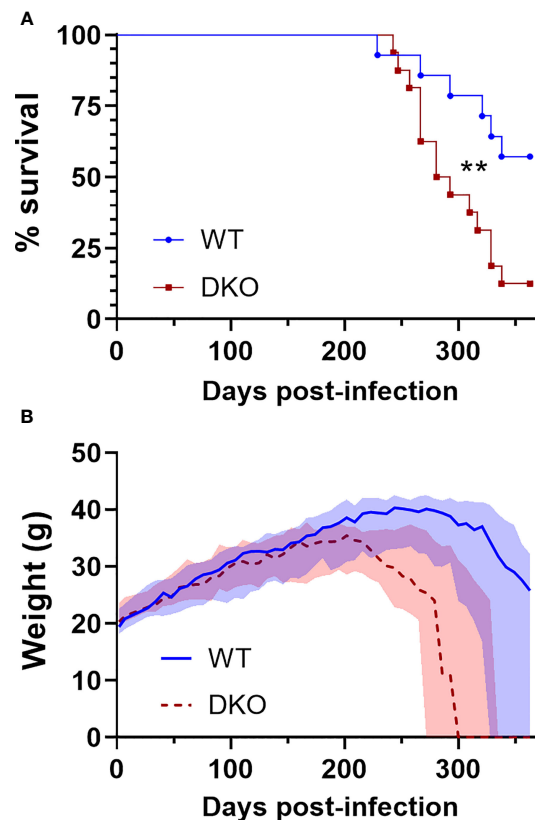 A
100
75
50
25
0
% survival
**
WT
DKO
0 100 200 300
Days post-infection
B
50
40
30
20
10
0
Weight (g)
WT
DKO
0 100 200 300
Days post-infection